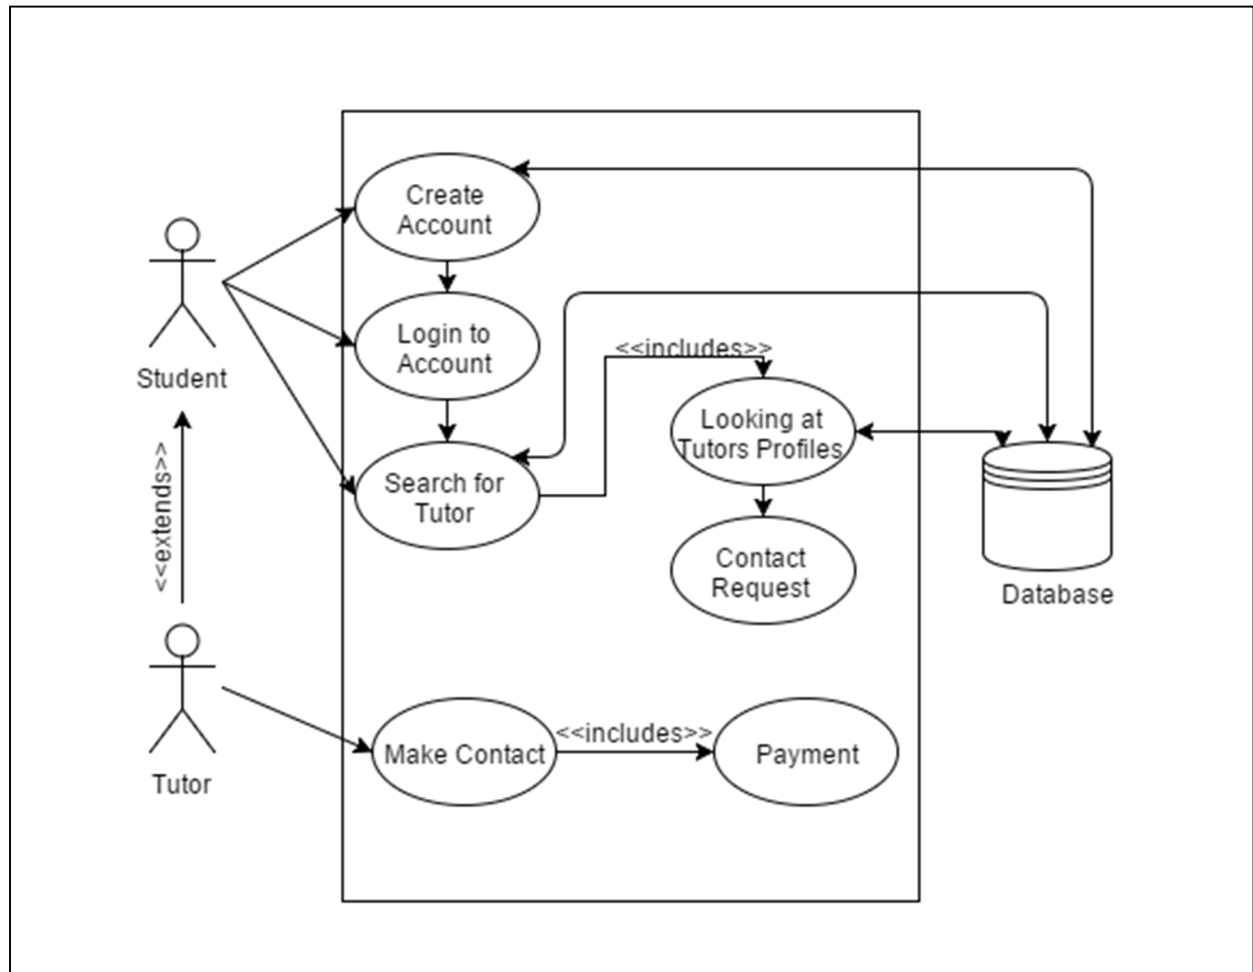 Create
Account
Login to
Account
<<includes>>
Student
Looking at
Tutors Profiles
Search for
Tutor
<<extends>>
Contact
Request
Database
<<includes>>
Make Contact
Payment
Tutor